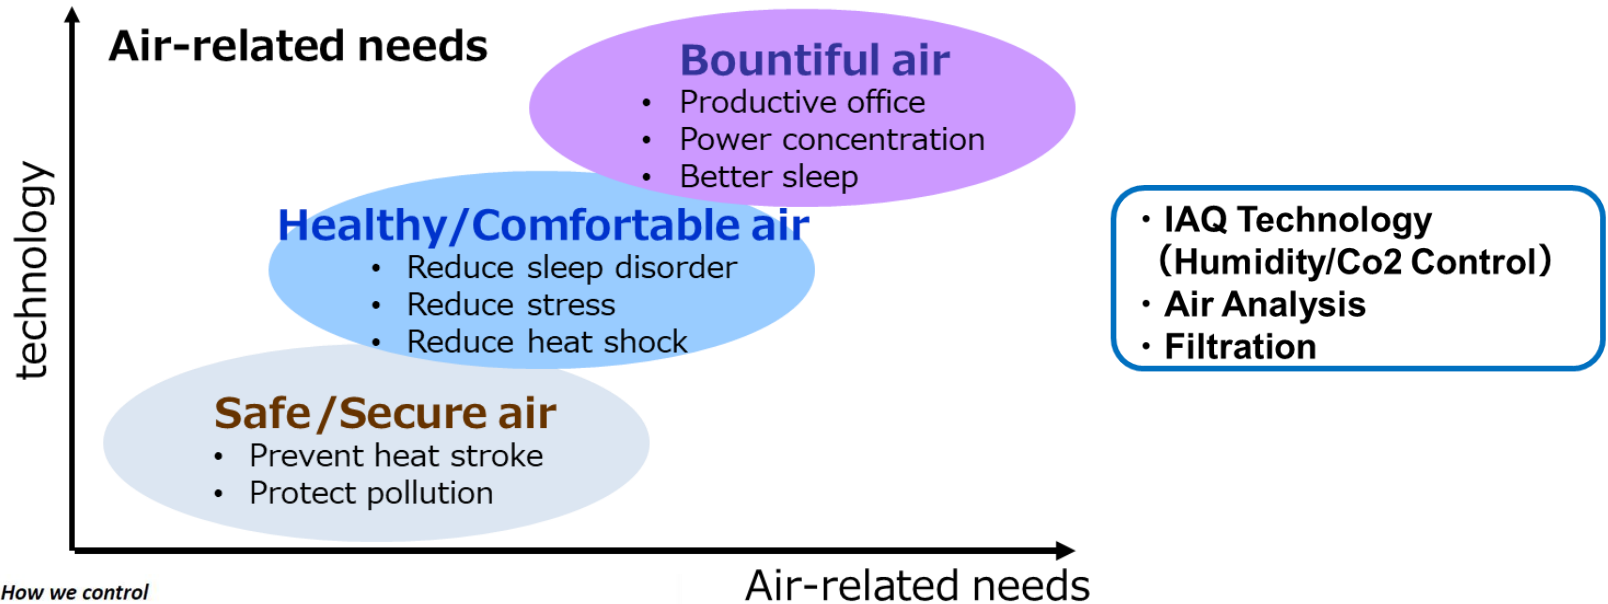 Air-related needs
Bountiful air
• Productive office
• Power concentration
• Better sleep
Healthy/Comfortable air
• Reduce sleep disorder
• Reduce stress
• Reduce heat shock
Safe/Secure air
• Prevent heat stroke
• Protect pollution
technology
Air-related needs
・IAQ Technology
（Humidity/Co2 Control）
・Air Analysis
・Filtration
How we control